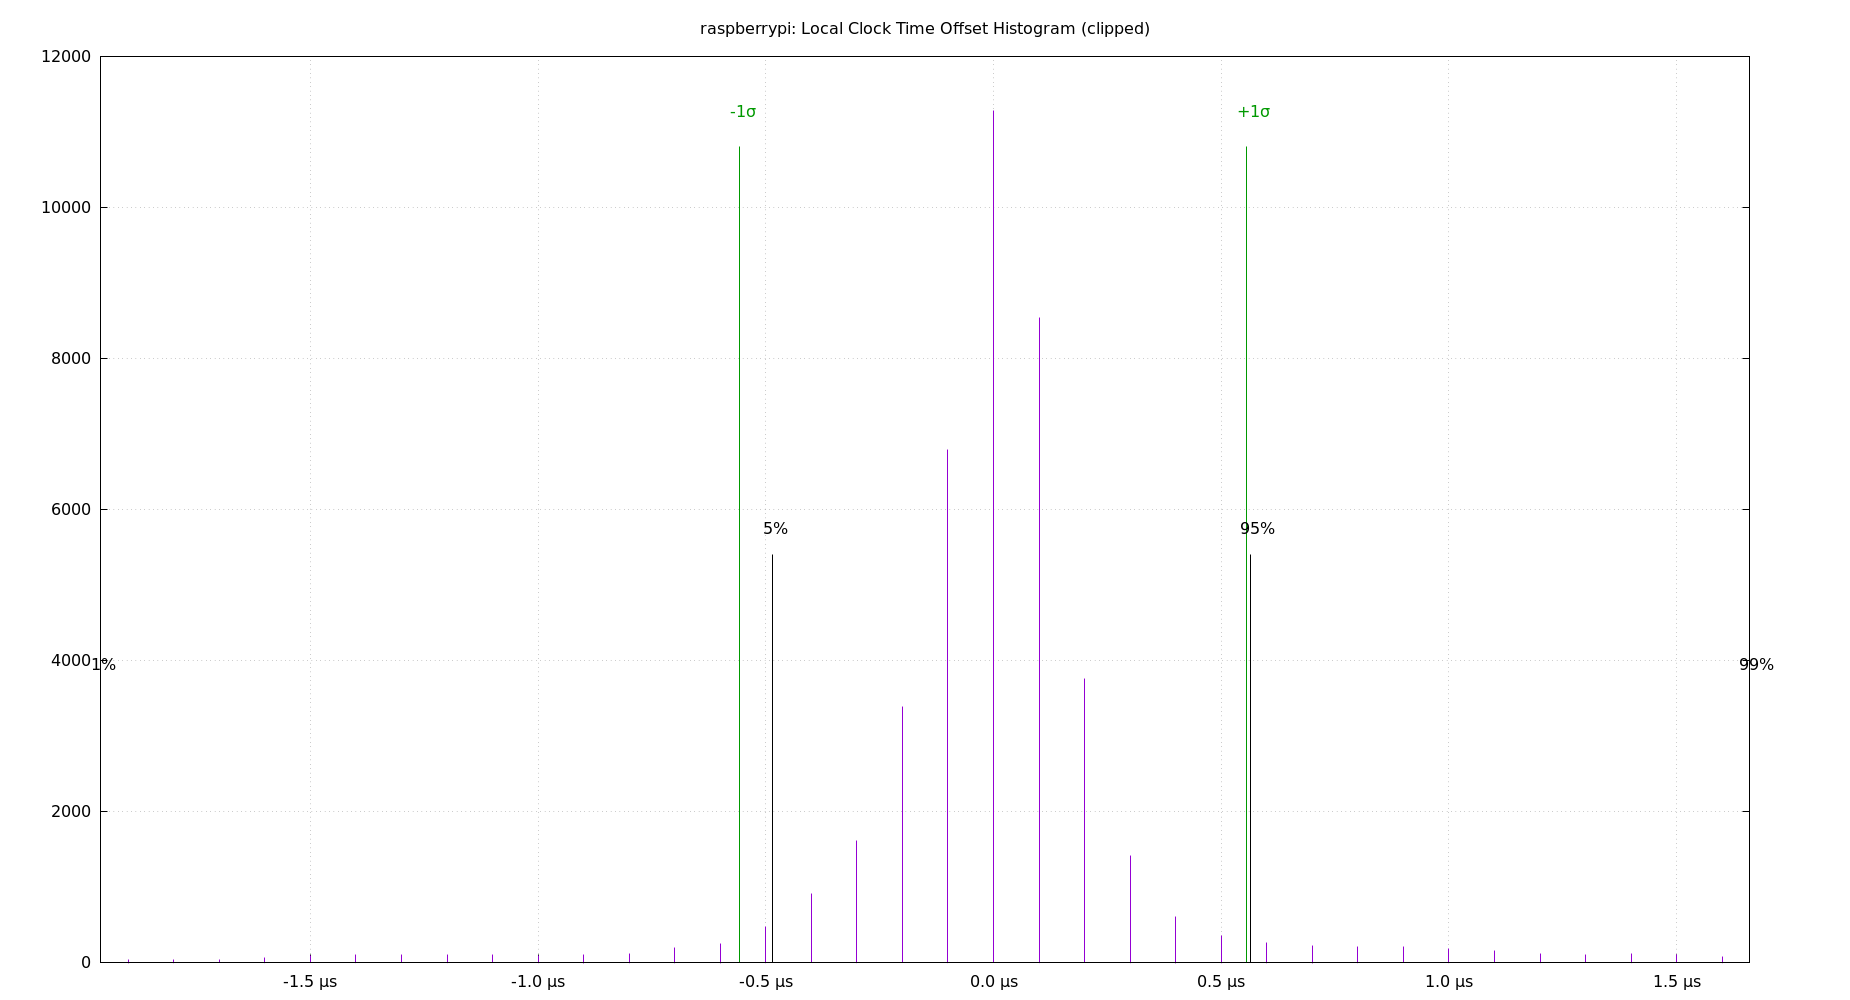 raspberrypi: Local Clock Time Offset Histogram (clipped)
12000
-1σ +1σ
10000
8000
6000
5% 95%
4000 1% 99%
2000
0
-1.5 µs -1.0 µs -0.5 µs 0.0 µs 0.5 µs 1.0 µs 1.5 µs